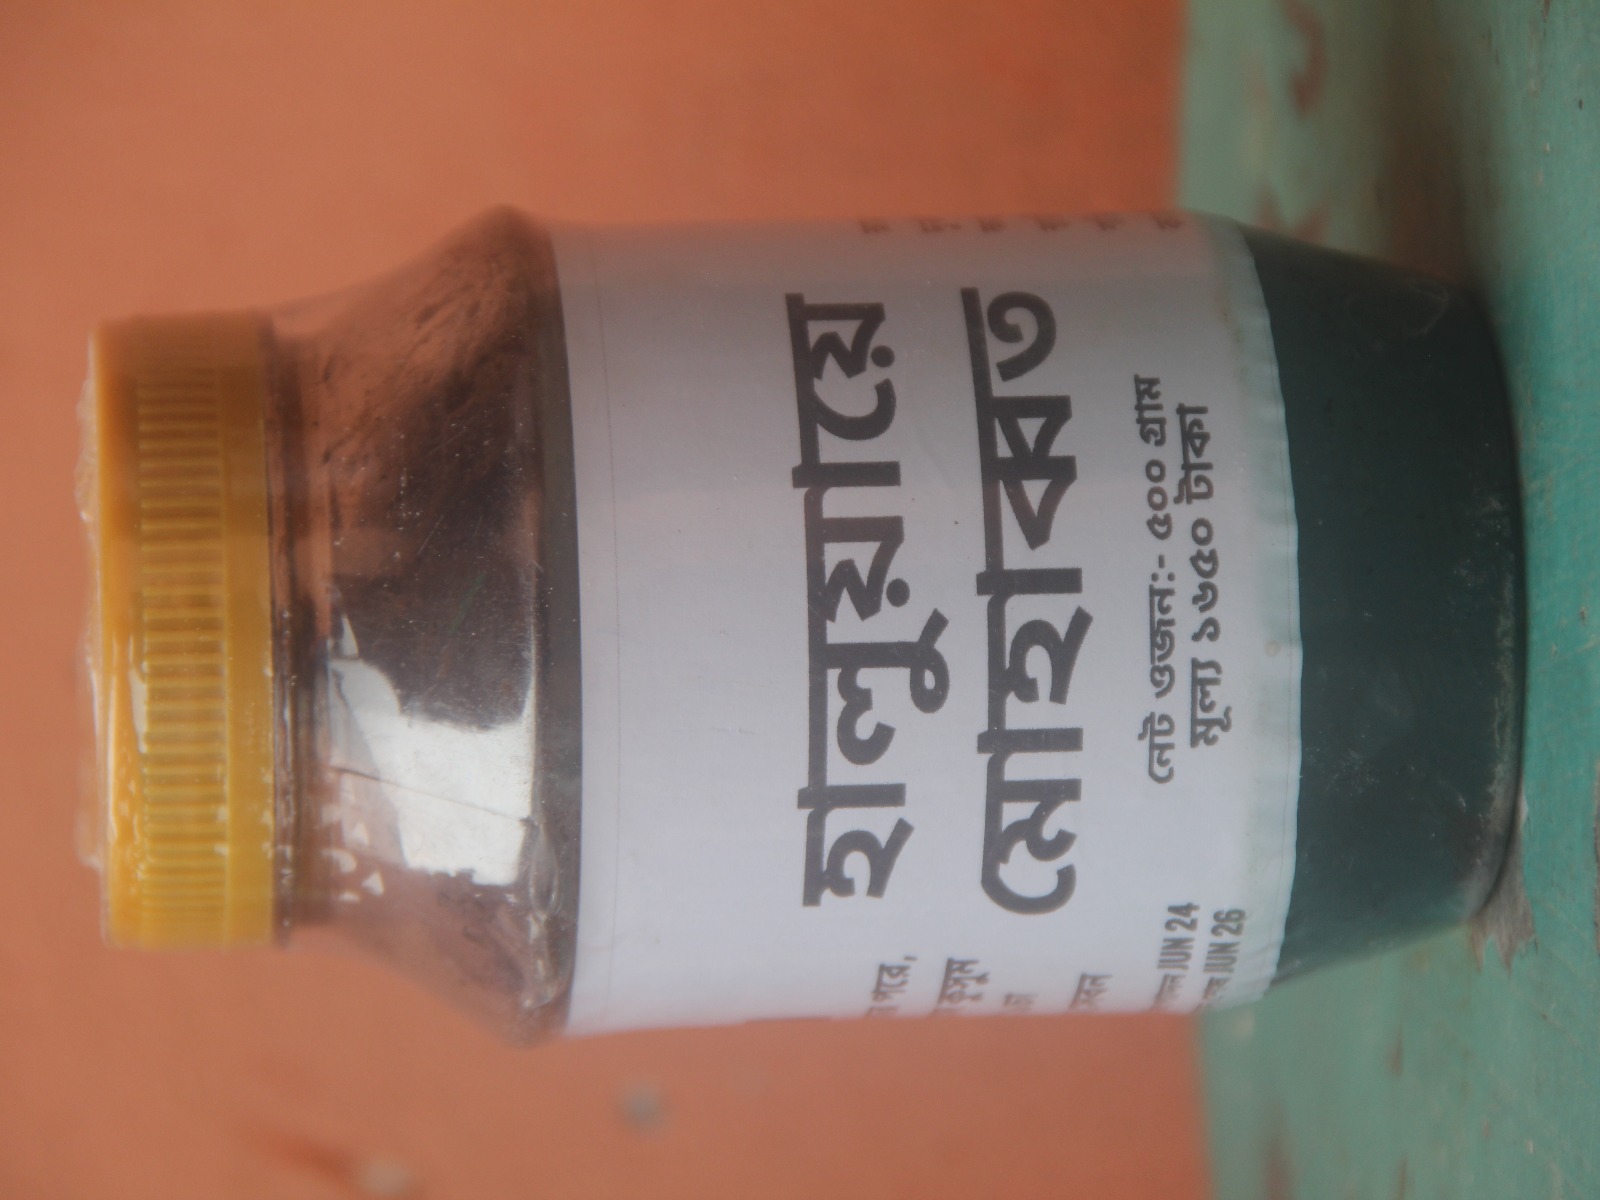 হালুয়ায়ে
মোহাব্বত
নেট ওজন:- ৫০০ গ্রাম
মূল্য ১৬৫০ টাকা
পরে,
কুসুম
JUN 24
JUN 26